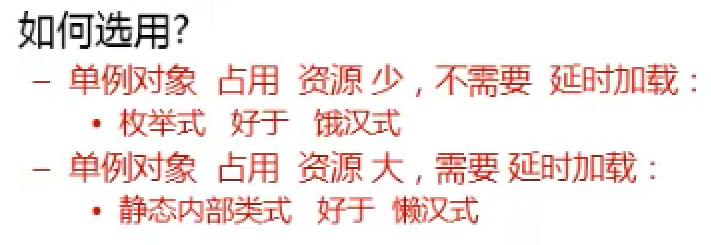 如何选用?
– 单例对象 占用 资源 少，不需要 延时加载：
• 枚举式 好于 饿汉式
– 单例对象 占用 资源 大，需要 延时加载：
• 静态内部类式 好于 懒汉式